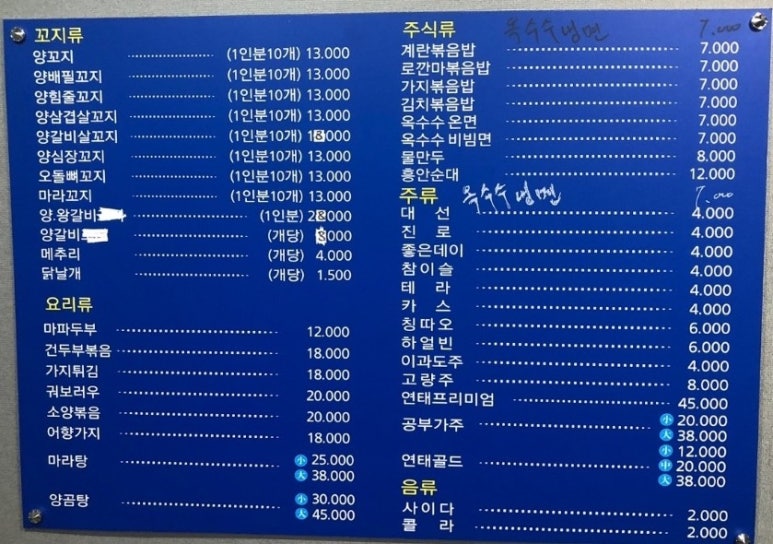 꼬지류
양꼬지 (1인분10개) 13.000
양배필꼬지 (1인분10개) 13.000
양힘줄꼬지 (1인분10개) 13.000
양삼겹살꼬지 (1인분10개) 13.000
양갈비살꼬지 (1인분10개) 18.000
양심장꼬지 (1인분10개) 13.000
오돌뼈꼬지 (1인분10개) 13.000
마라꼬지 (1인분10개) 13.000
양.왕갈비 (1인분) 28.000
양갈비 (개당) 8.000
메추리 (개당) 4.000
닭날개 (개당) 1.500
요리류
마파두부 12.000
건두부볶음 18.000
가지튀김 18.000
궈보러우 20.000
소양볶음 20.000
어향가지 18.000
마라탕 小 25.000
大 38.000
양곰탕 小 30.000
大 45.000
주식류 옥수수냉면 7.000
계란볶음밥 7.000
로깐마볶음밥 7.000
가지볶음밥 7.000
김치볶음밥 7.000
옥수수 온면 7.000
옥수수 비빔면 7.000
물만두 8.000
흥안순대 12.000
주류 옥수수냉면 7.000
대 선 4.000
진 로 4.000
좋은데이 4.000
참이슬 4.000
테 라 4.000
카 스 4.000
칭따오 6.000
하얼빈 6.000
이과도주 4.000
고량주 8.000
연태프리미엄 45.000
공부가주 小 20.000
大 38.000
연태골드 小 12.000
中 20.000
大 38.000
음류
사이다 2.000
콜 라 2.000